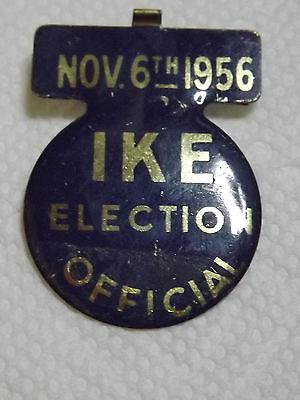 NOV. 6TH 1956
IKE
ELECTION
OFFICIAL